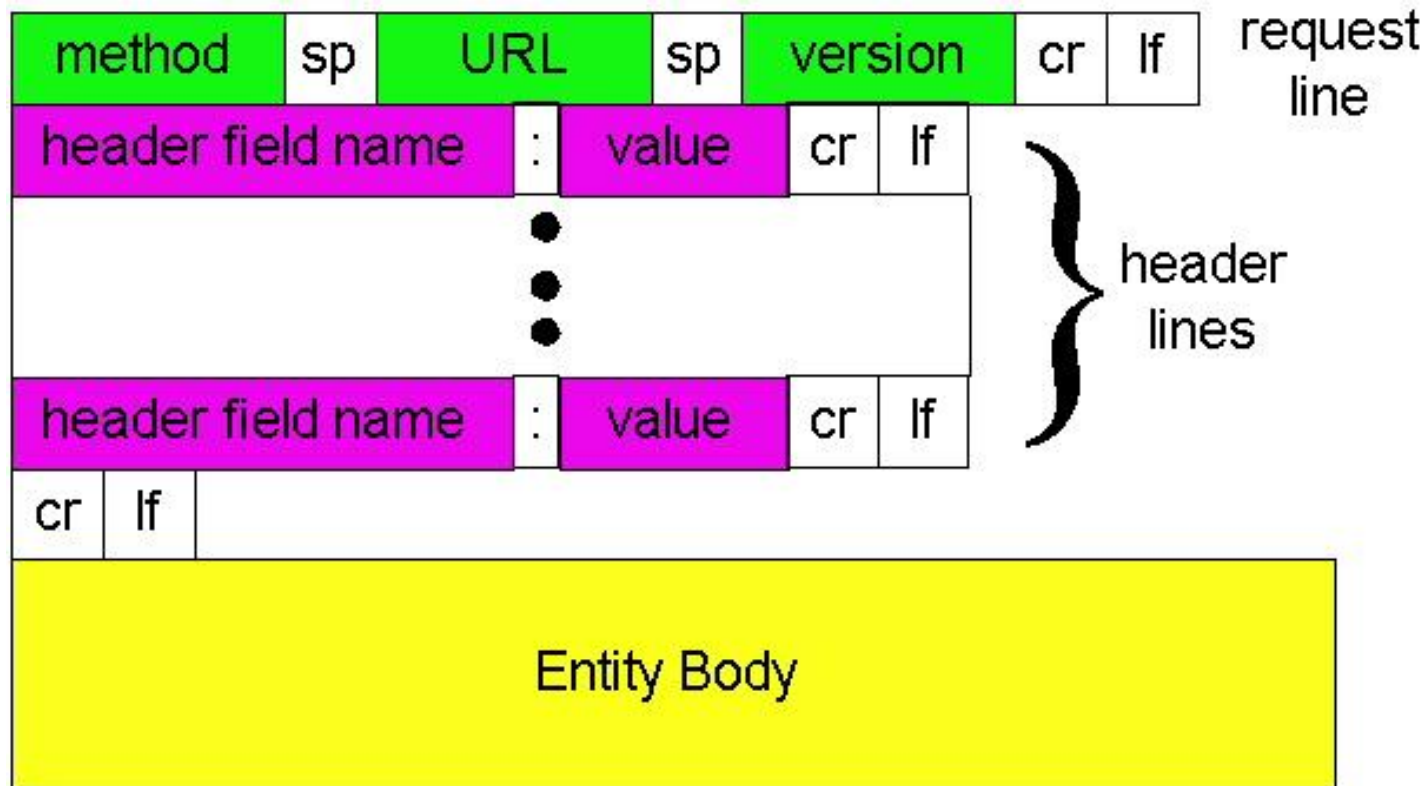 method sp URL sp version cr lf request line
header field name : value cr lf
header lines
header field name : value cr lf
cr lf
Entity Body